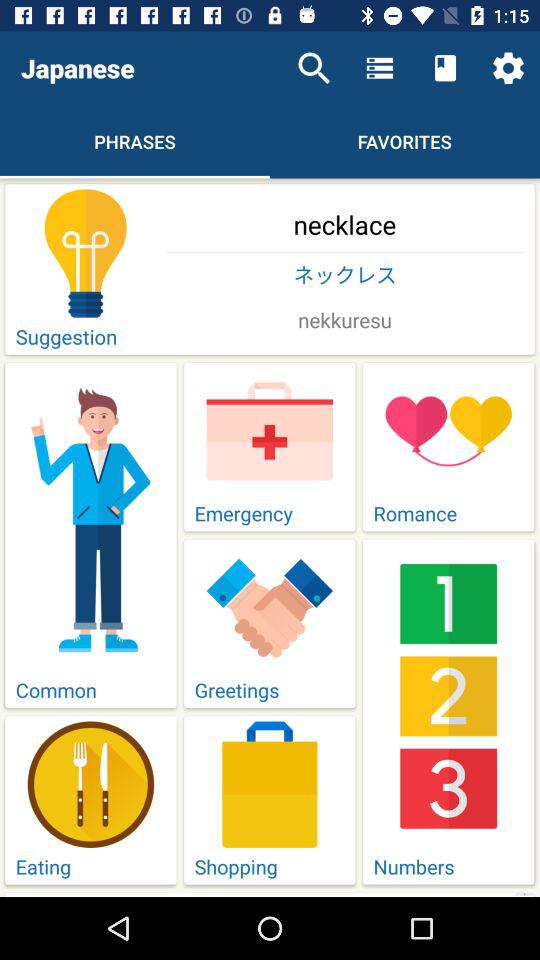 1:15
Japanese
PHRASES FAVORITES
necklace
ネックレス
nekkuresu
Suggestion
Emergency
Romance
Common
Greetings
1
2
3
Eating
Shopping
Numbers